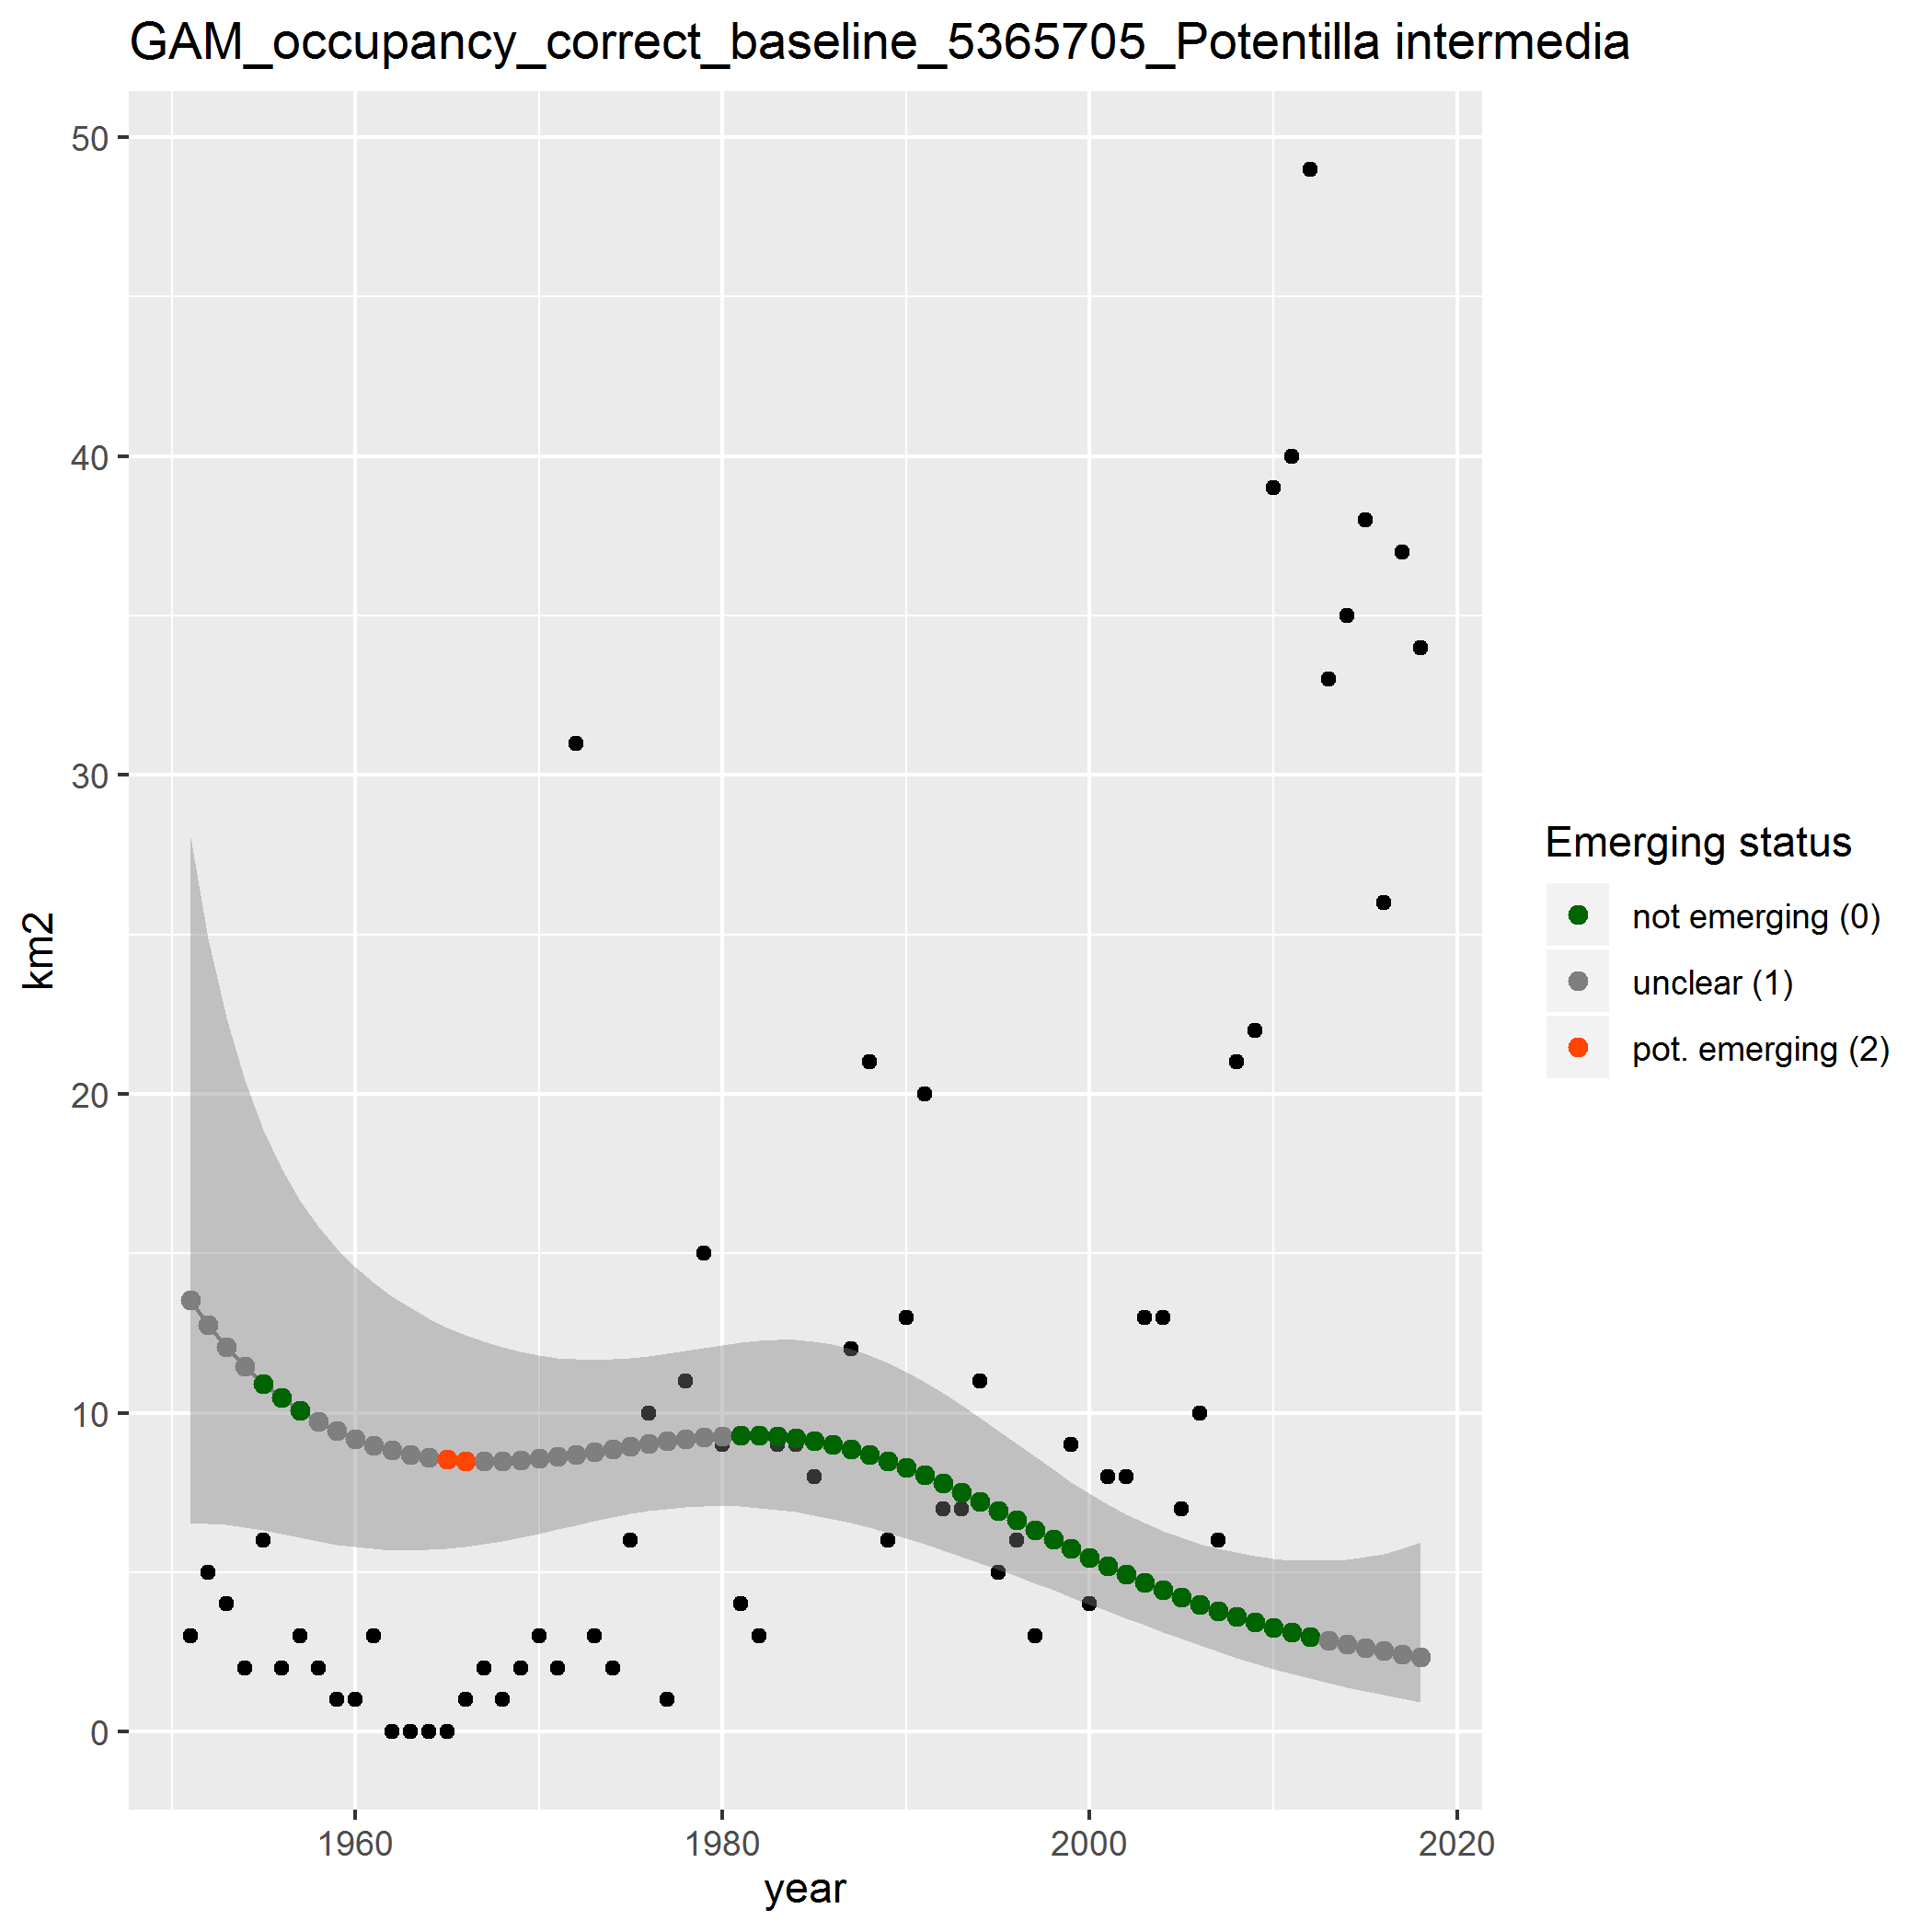 GAM_occupancy_correct_baseline_5365705_Potentilla intermedia
50
40
30
20
10
0
km2
1960
1980
2000
2020
year
Emerging status
not emerging (0)
unclear (1)
pot. emerging (2)